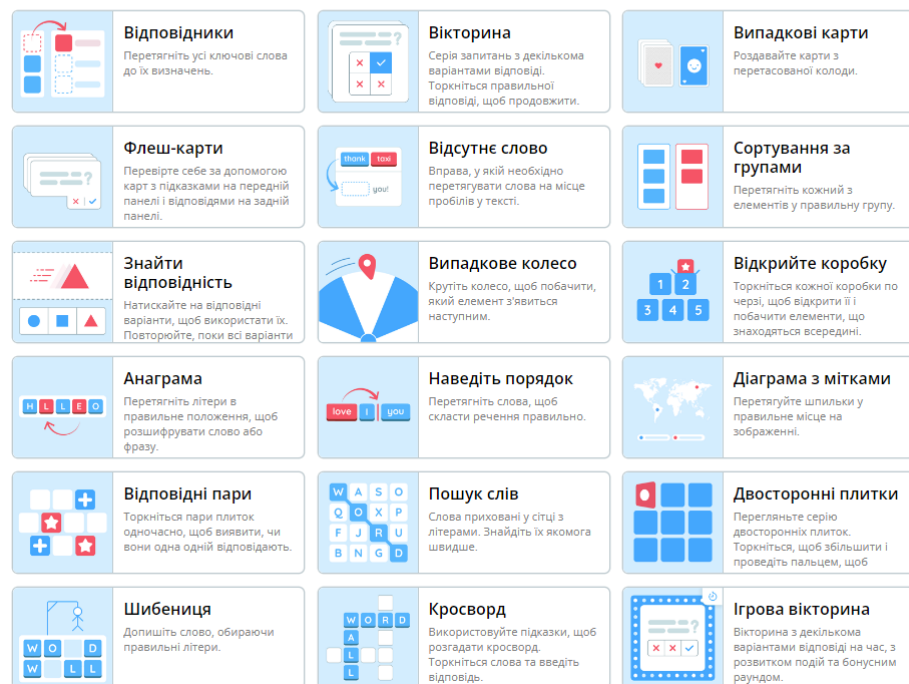 Відповідники
Перетягніть усі ключові слова
до їх визначень.
Вікторина
Серія запитань з декількома
варіантами відповіді.
Торкніться правильної
відповіді, щоб продовжити.
Випадкові карти
Роздавайте карти з
перетасованої колоди.
Флеш-карти
Перевірте себе за допомогою
карт з підказками на передній
панелі і відповідями на задній
панелі.
thank taxi
you!
Відсутнє слово
Вправа, у якій необхідно
перетягувати слова на місце
пробілів у тексті.
Сортування за
групами
Перетягніть кожний з
елементів у правильну групу.
Знайти
відповідність
Натискайте на відповідні
варіанти, щоб використати їх.
Повторюйте, поки всі варіанти
Випадкове колесо
Крутіть колесо, щоб побачити,
який елемент з'явиться
наступним.
1 2
3 4 5
Відкрийте коробку
Торкніться кожної коробки по
черзі, щоб відкрити її і
побачити елементи, що
знаходяться всередині.
H L L E O
Анаграма
Перетягніть літери в
правильне положення, щоб
розшифрувати слово або
фразу.
love I you
Наведіть порядок
Перетягніть слова, щоб
скласти речення правильно.
Діаграма з мітками
Перетягуйте шпильки у
правильне місце на
зображенні.
Відповідні пари
Торкніться пари плиток
одночасно, щоб виявити, чи
вони одна одній відповідають.
W A S O
Q O X P
F J R U
B N G D
Пошук слів
Слова приховані у сітці з
літерами. Знайдіть їх якомога
швидше.
Двосторонні плитки
Перегляньте серію
двосторонніх плиток.
Торкніться, щоб збільшити і
проведіть пальцем, щоб
W O D
W L L
Шибениця
Допишіть слово, обираючи
правильні літери.
W O R D
A
L
L
Кросворд
Використовуйте підказки, щоб
розгадати кросворд.
Торкніться слова та введіть
відповідь.
Ігрова вікторина
Вікторина з декількома
варіантами відповіді на час, з
розвитком подій та бонусним
раундом.